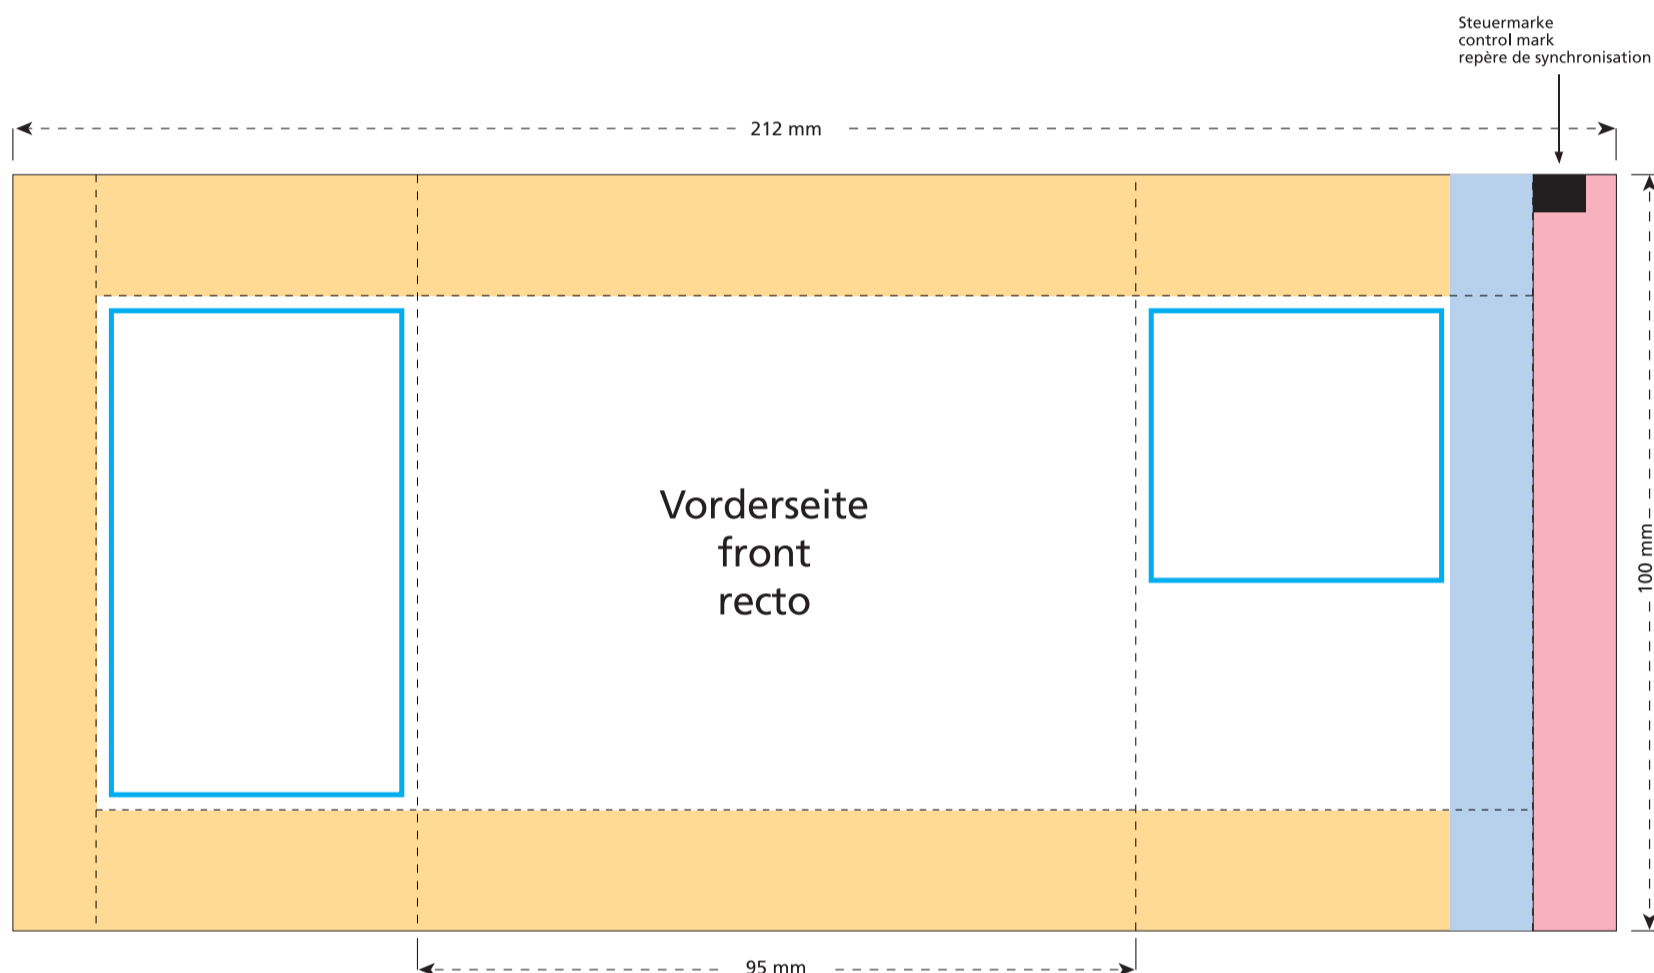 Steuermarke
control mark
repère de synchronisation
212 mm
Vorderseite
front
recto
100 mm
95 mm